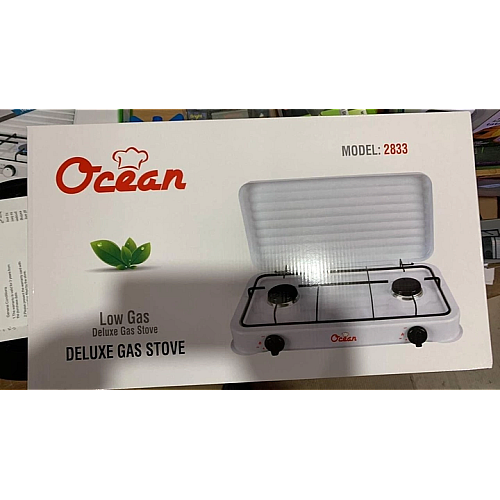 Ocean
MODEL: 2833
Low Gas
Deluxe Gas Stove
DELUXE GAS STOVE
Ocean